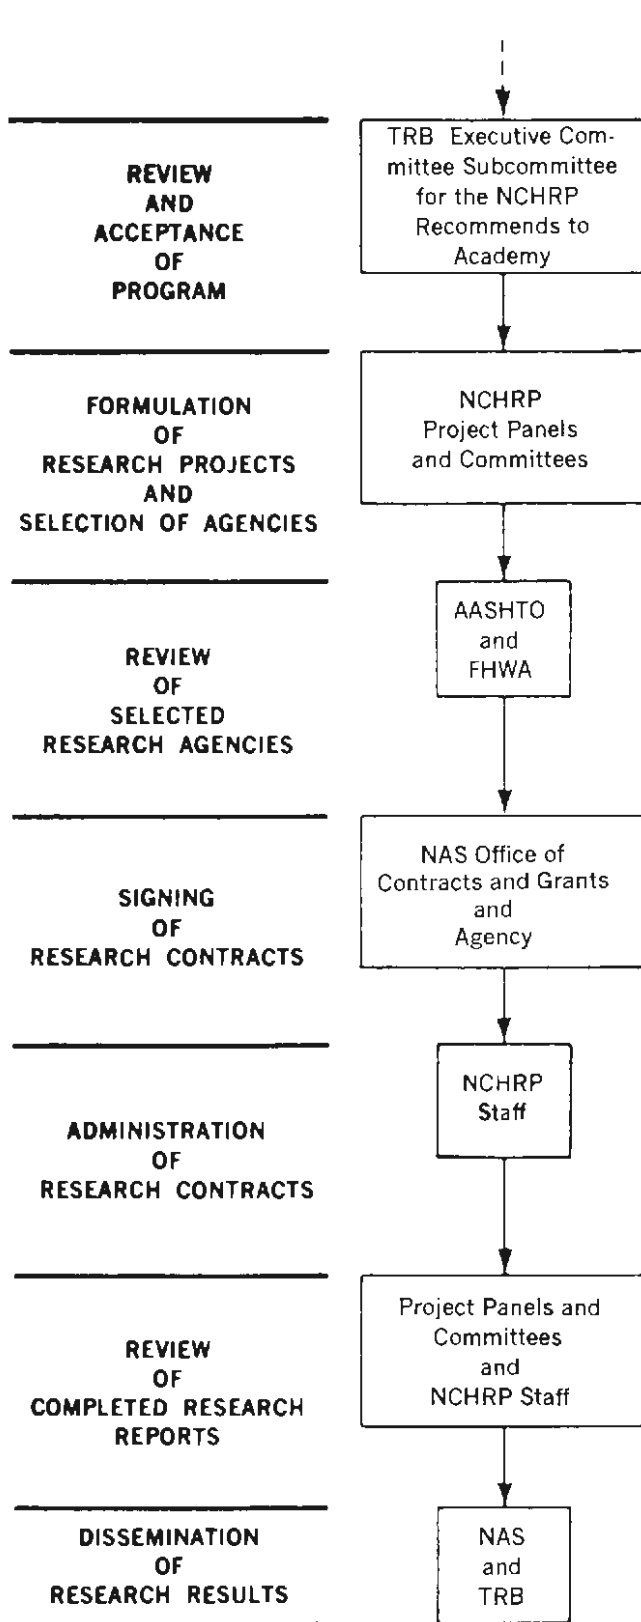 REVIEW
AND
ACCEPTANCE
OF
PROGRAM
TRB Executive Com-
mittee Subcommittee
for the NCHRP
Recommends to
Academy
FORMULATION
OF
RESEARCH PROJECTS
AND
SELECTION OF AGENCIES
NCHRP
Project Panels
and Committees
REVIEW
OF
SELECTED
RESEARCH AGENCIES
AASHTO
and
FHWA
SIGNING
OF
RESEARCH CONTRACTS
NAS Office of
Contracts and Grants
and
Agency
ADMINISTRATION
OF
RESEARCH CONTRACTS
NCHRP
Staff
REVIEW
OF
COMPLETED RESEARCH
REPORTS
Project Panels and
Committees
and
NCHRP Staff
DISSEMINATION
OF
RESEARCH RESULTS
NAS
and
TRB